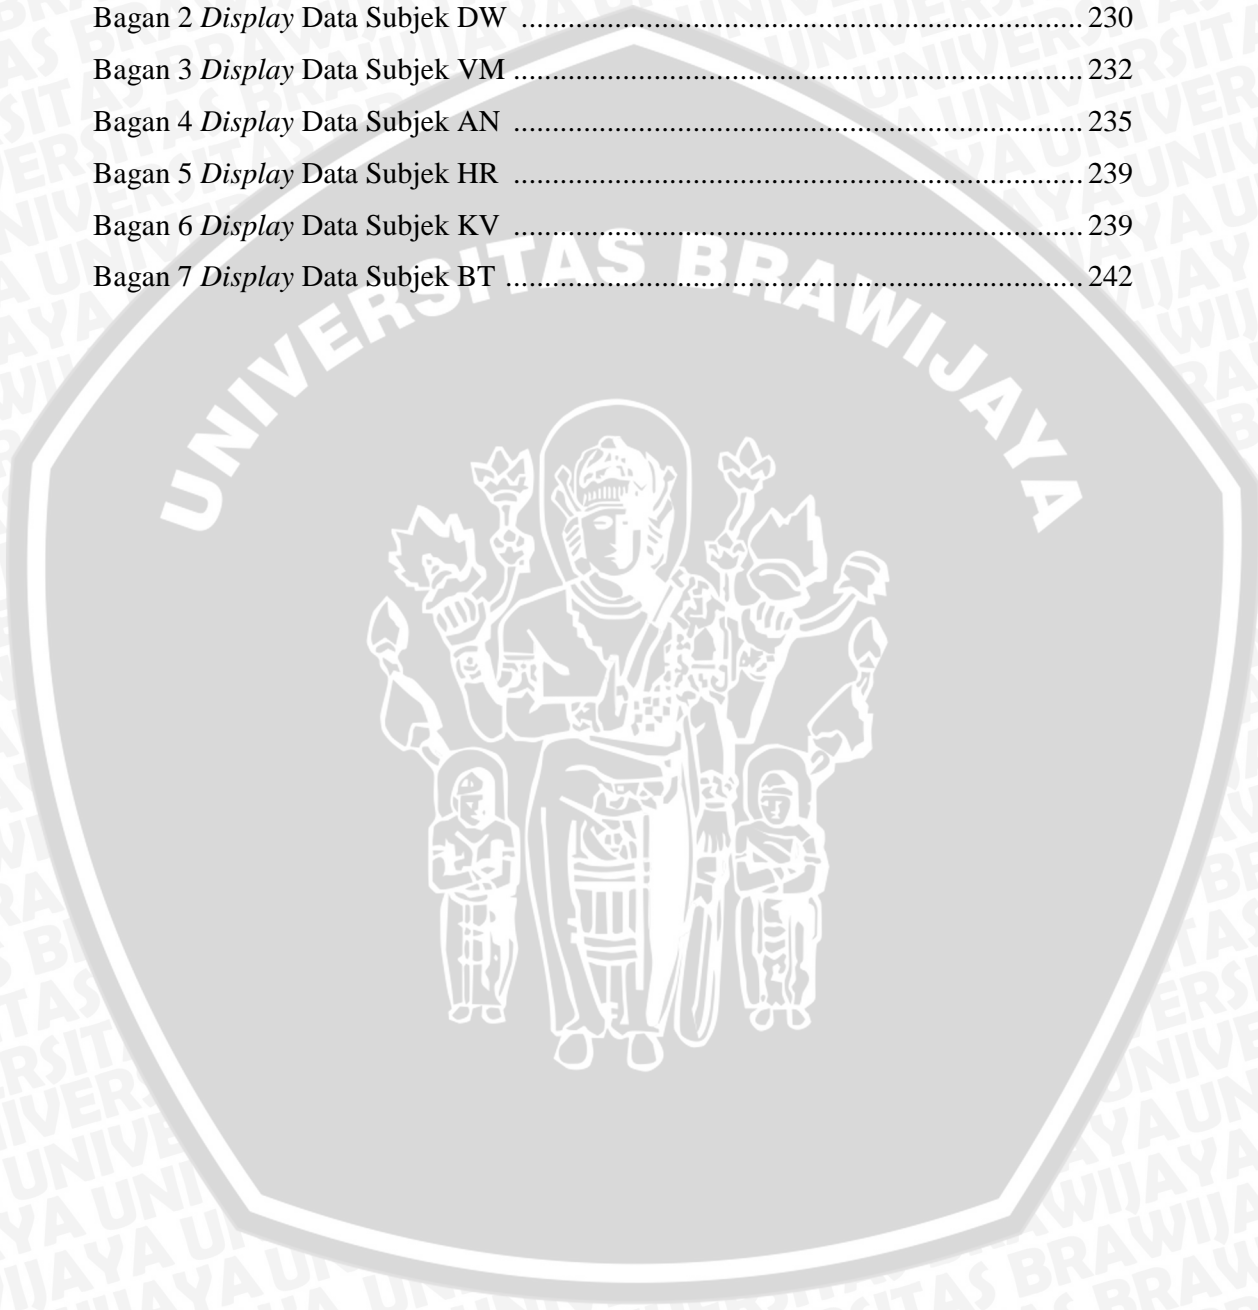 Bagan 2 Display Data Subjek DW ........................................................................ 230
Bagan 3 Display Data Subjek VM ......................................................................... 232
Bagan 4 Display Data Subjek AN ......................................................................... 235
Bagan 5 Display Data Subjek HR ......................................................................... 239
Bagan 6 Display Data Subjek KV ......................................................................... 239
Bagan 7 Display Data Subjek BT .......................................................................... 242
UNIVERSITAS BRAWIJAYA